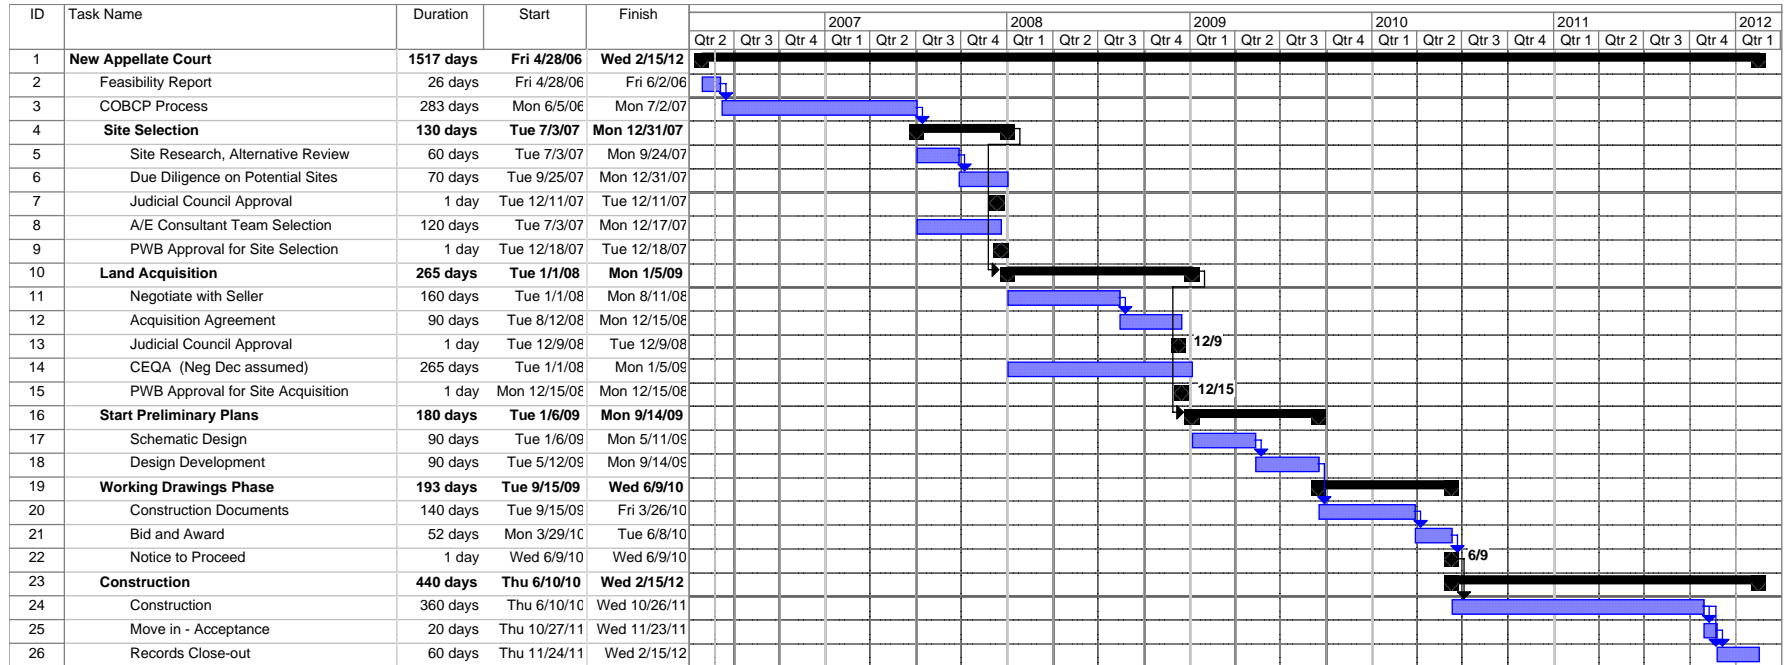 ID Task Name Duration Start Finish 2007 2008 2009 2010 2011 2012
Qtr 2 Qtr 3 Qtr 4 Qtr 1 Qtr 2 Qtr 3 Qtr 4 Qtr 1 Qtr 2 Qtr 3 Qtr 4 Qtr 1 Qtr 2 Qtr 3 Qtr 4 Qtr 1 Qtr 2 Qtr 3 Qtr 4 Qtr 1 Qtr 2 Qtr 3 Qtr 4 Qtr 1
1 New Appellate Court 1517 days Fri 4/28/06 Wed 2/15/12
2 Feasibility Report 26 days Fri 4/28/06 Fri 6/2/06
3 COBCP Process 283 days Mon 6/5/06 Mon 7/2/07
4 Site Selection 130 days Tue 7/3/07 Mon 12/31/07
5 Site Research, Alternative Review 60 days Tue 7/3/07 Mon 9/24/07
6 Due Diligence on Potential Sites 70 days Tue 9/25/07 Mon 12/31/07
7 Judicial Council Approval 1 day Tue 12/11/07 Tue 12/11/07
8 A/E Consultant Team Selection 120 days Tue 7/3/07 Mon 12/17/07
9 PWB Approval for Site Selection 1 day Tue 12/18/07 Tue 12/18/07
10 Land Acquisition 265 days Tue 1/1/08 Mon 1/5/09
11 Negotiate with Seller 160 days Tue 1/1/08 Mon 8/11/08
12 Acquisition Agreement 90 days Tue 8/12/08 Mon 12/15/08
13 Judicial Council Approval 1 day Tue 12/9/08 Tue 12/9/08 12/9
14 CEQA (Neg Dec assumed) 265 days Tue 1/1/08 Mon 1/5/09
15 PWB Approval for Site Acquisition 1 day Mon 12/15/08 Mon 12/15/08 12/15
16 Start Preliminary Plans 180 days Tue 1/6/09 Mon 9/14/09
17 Schematic Design 90 days Tue 1/6/09 Mon 5/11/09
18 Design Development 90 days Tue 5/12/09 Mon 9/14/09
19 Working Drawings Phase 193 days Tue 9/15/09 Wed 6/9/10
20 Construction Documents 140 days Tue 9/15/09 Fri 3/26/10
21 Bid and Award 52 days Mon 3/29/10 Tue 6/8/10
22 Notice to Proceed 1 day Wed 6/9/10 Wed 6/9/10 6/9
23 Construction 440 days Thu 6/10/10 Wed 2/15/12
24 Construction 360 days Thu 6/10/10 Wed 10/26/11
25 Move in - Acceptance 20 days Thu 10/27/11 Wed 11/23/11
26 Records Close-out 60 days Thu 11/24/11 Wed 2/15/12